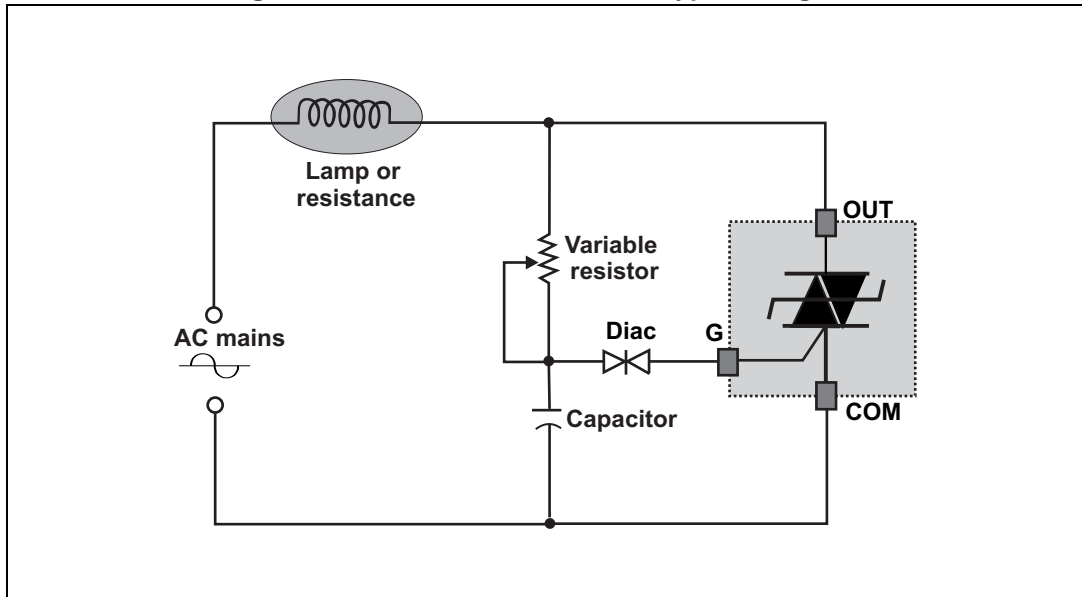 Lamp or
resistance
OUT
Variable
resistor
AC mains
Diac
G
Capacitor
COM